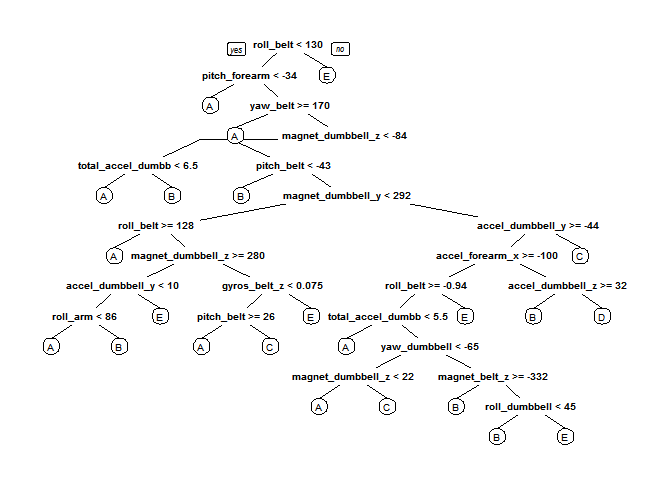 yes roll_belt < 130 no
pitch_forearm < -34 E
A yaw_belt >= 170
A magnet_dumbbell_z < -84
total_accel_dumbb < 6.5 pitch_belt < -43
A B B magnet_dumbbell_y < 292
roll_belt >= 128 accel_dumbbell_y >= -44
A magnet_dumbbell_z >= 280 accel_forearm_x >= -100 C
accel_dumbbell_y < 10 gyros_belt_z < 0.075 roll_belt >= -0.94 accel_dumbbell_z >= 32
roll_arm < 86 E pitch_belt >= 26 E total_accel_dumbb < 5.5 E B D
A B A C A yaw_dumbbell < -65
magnet_dumbbell_z < 22 magnet_belt_z >= -332
A C B roll_dumbbell < 45
B E